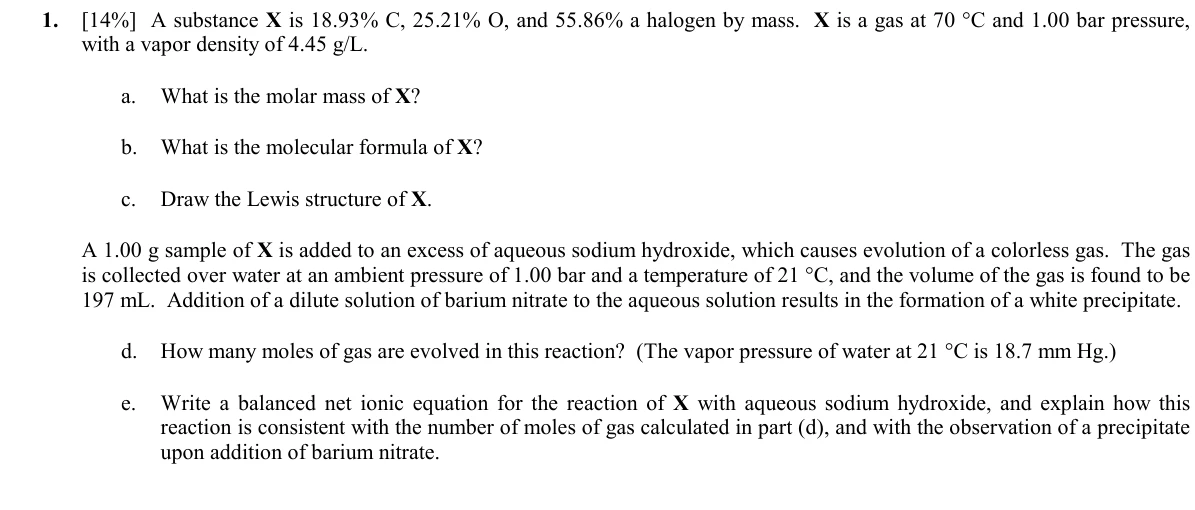 1. [14%] A substance X is 18.93% C, 25.21% O, and 55.86% a halogen by mass. X is a gas at 70 °C and 1.00 bar pressure,
with a vapor density of 4.45 g/L.
a. What is the molar mass of X?
b. What is the molecular formula of X?
c. Draw the Lewis structure of X.
A 1.00 g sample of X is added to an excess of aqueous sodium hydroxide, which causes evolution of a colorless gas. The gas
is collected over water at an ambient pressure of 1.00 bar and a temperature of 21 °C, and the volume of the gas is found to be
197 mL. Addition of a dilute solution of barium nitrate to the aqueous solution results in the formation of a white precipitate.
d. How many moles of gas are evolved in this reaction? (The vapor pressure of water at 21 °C is 18.7 mm Hg.)
e. Write a balanced net ionic equation for the reaction of X with aqueous sodium hydroxide, and explain how this
reaction is consistent with the number of moles of gas calculated in part (d), and with the observation of a precipitate
upon addition of barium nitrate.